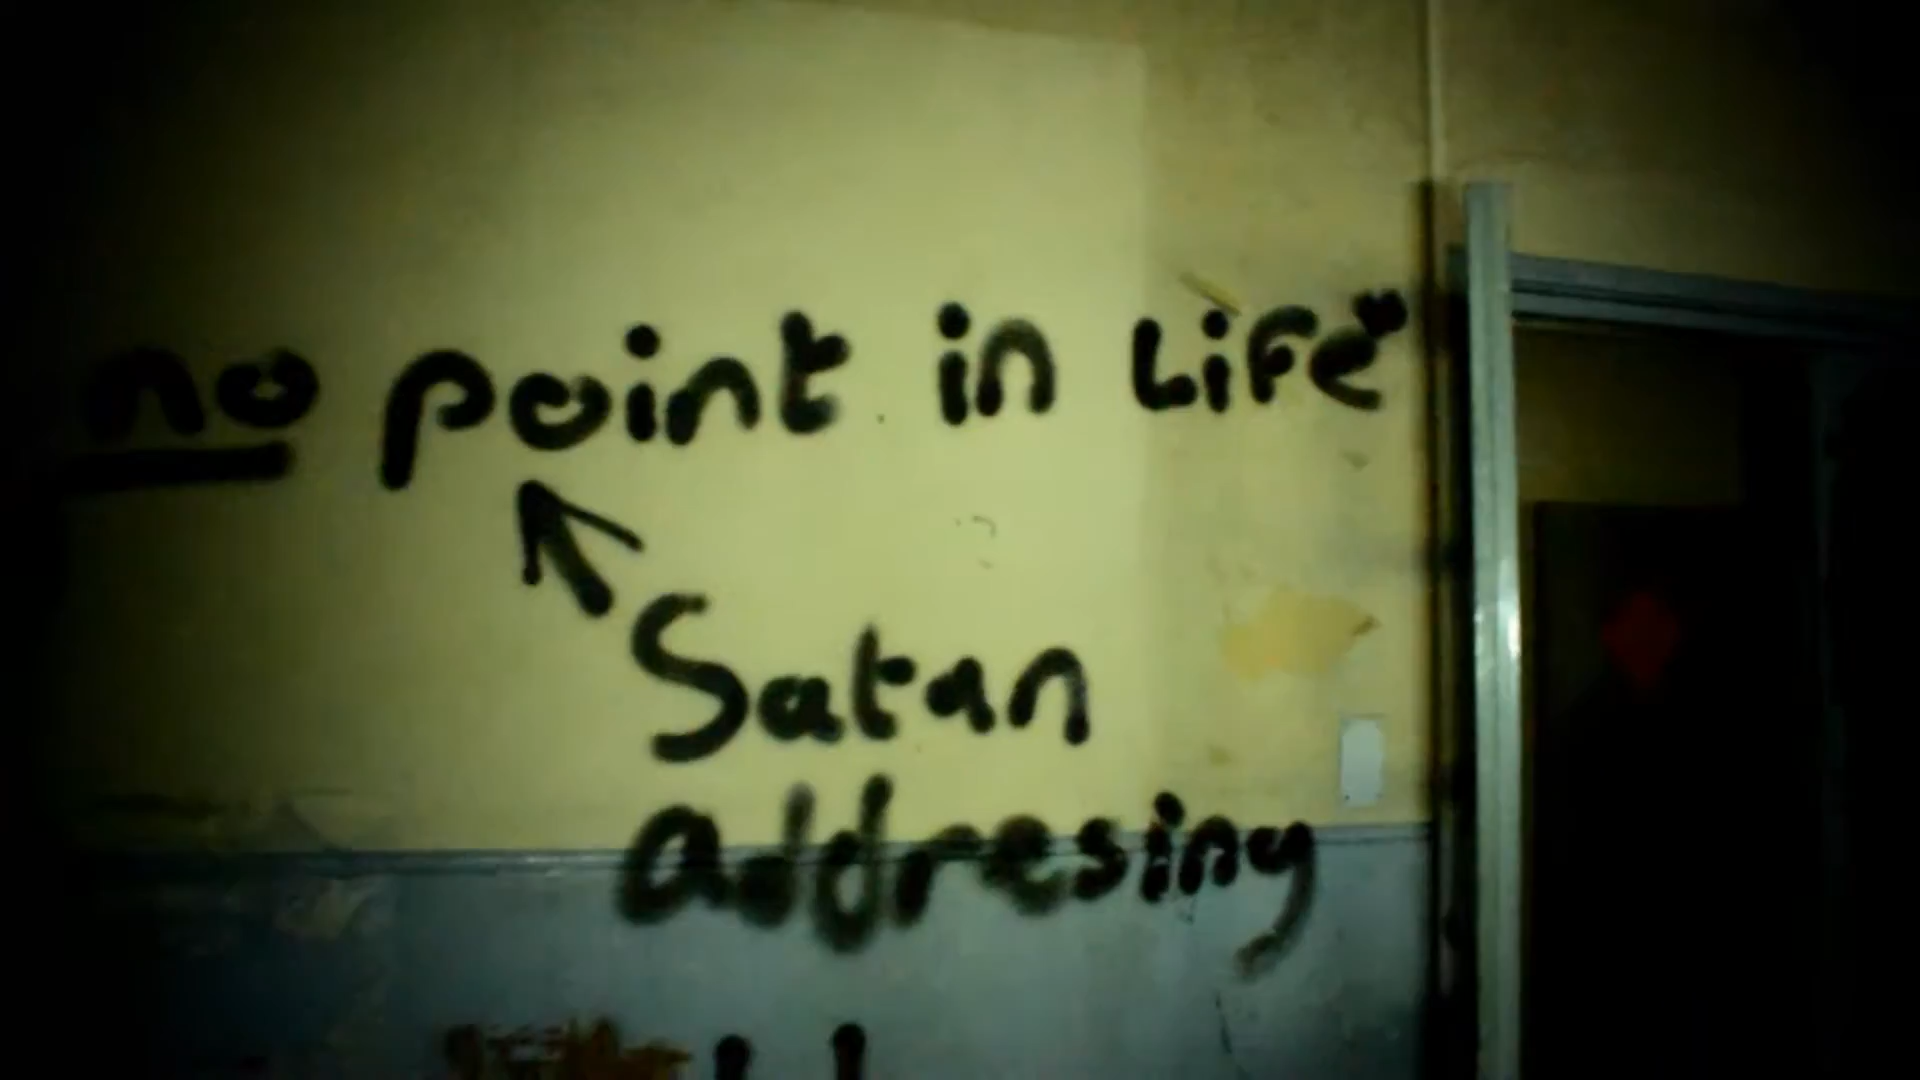 no point in Life"
Satan
addresing